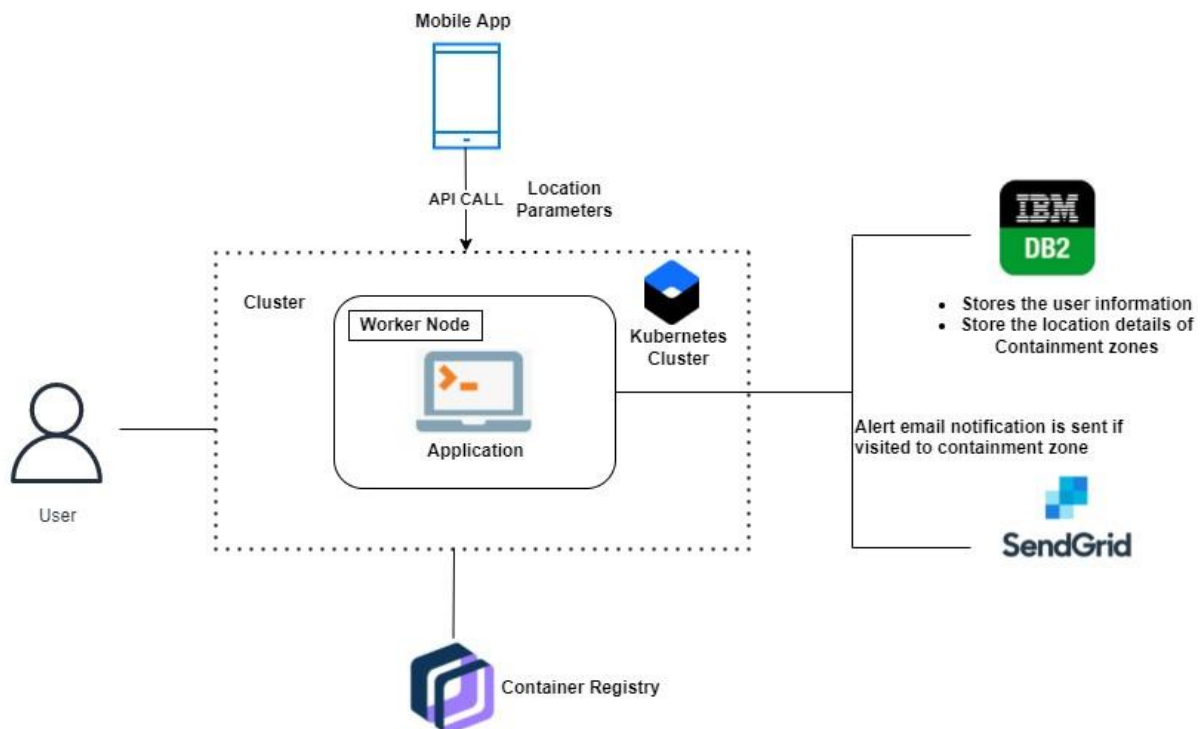 Mobile App
API CALL
Location
Parameters
IBM
DB2
Cluster
Worker Node
Kubernetes
Cluster
• Stores the user information
• Store the location details of
Containment zones
Application
Alert email notification is sent if
visited to containment zone
User
SendGrid
Container Registry